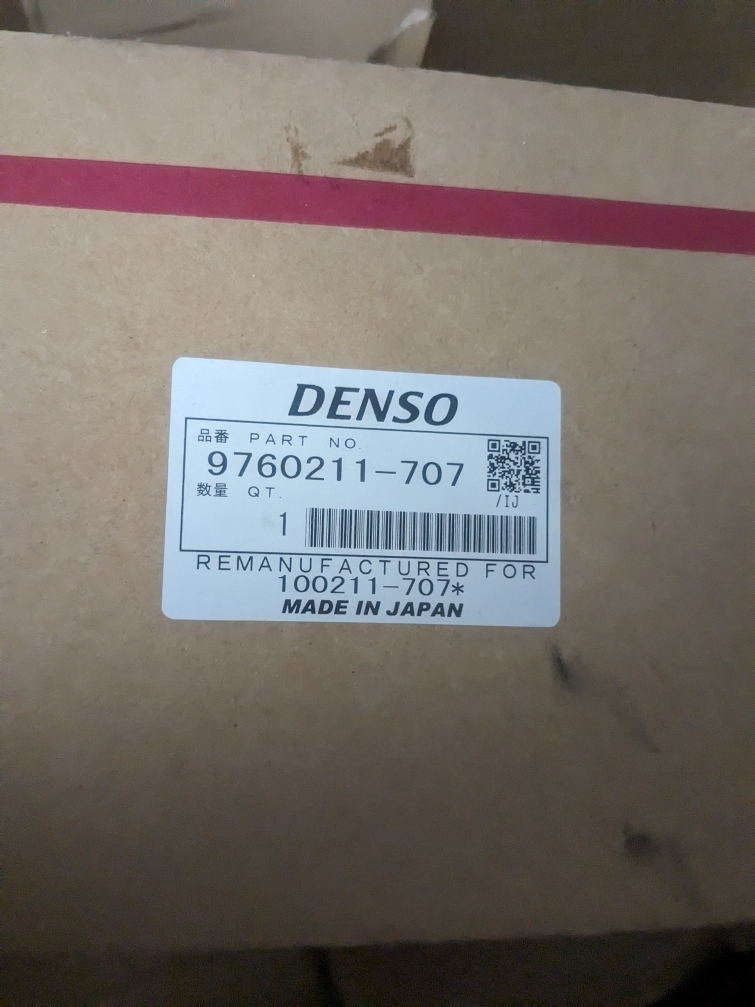 DENSO
品番 PART NO.
9760211-707
数量 QT.
/IJ
1
REMANUFACTURED FOR
100211-707*
MADE IN JAPAN